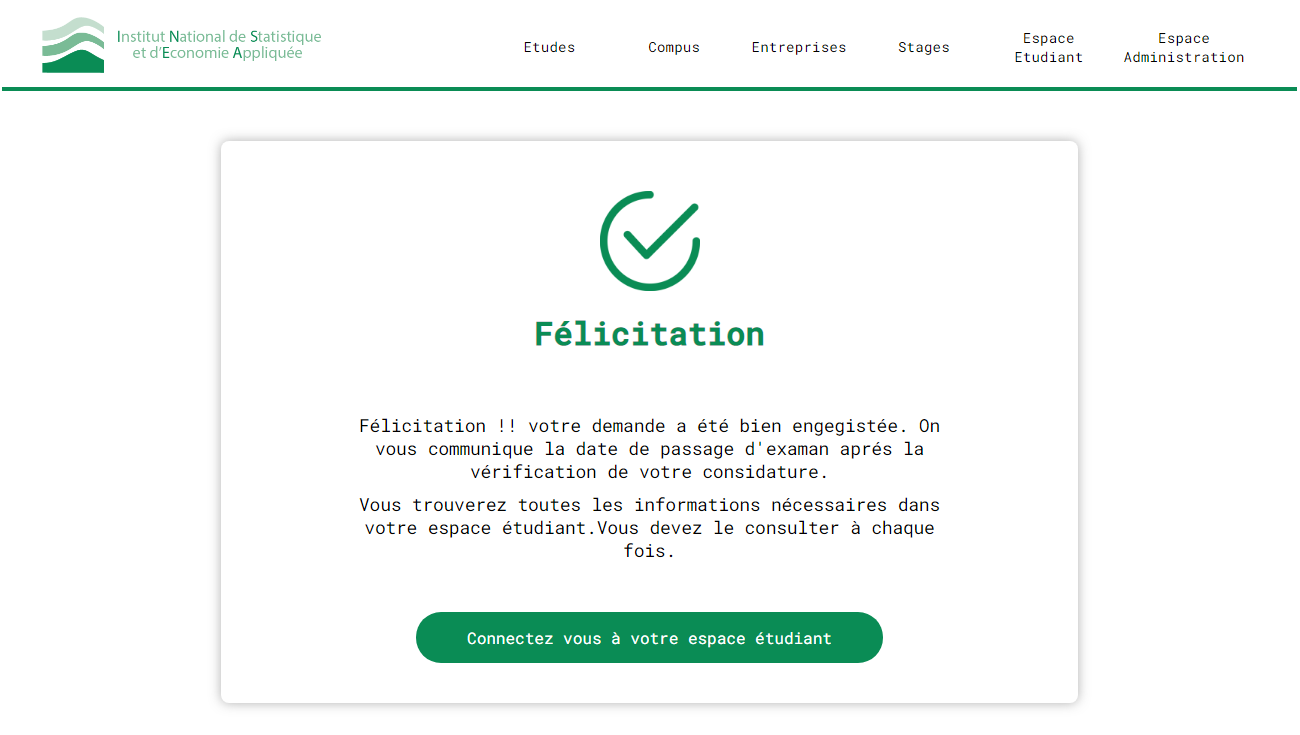 Institut National de Statistique
et d'Economie Appliquée
Etudes
Compus
Entreprises
Stages
Espace
Etudiant
Espace
Administration
Félicitation
Félicitation !! votre demande a été bien engegistée. On
vous communique la date de passage d'examan aprés la
vérification de votre considature.
Vous trouverez toutes les informations nécessaires dans
votre espace étudiant.Vous devez le consulter à chaque
fois.
Connectez vous à votre espace étudiant